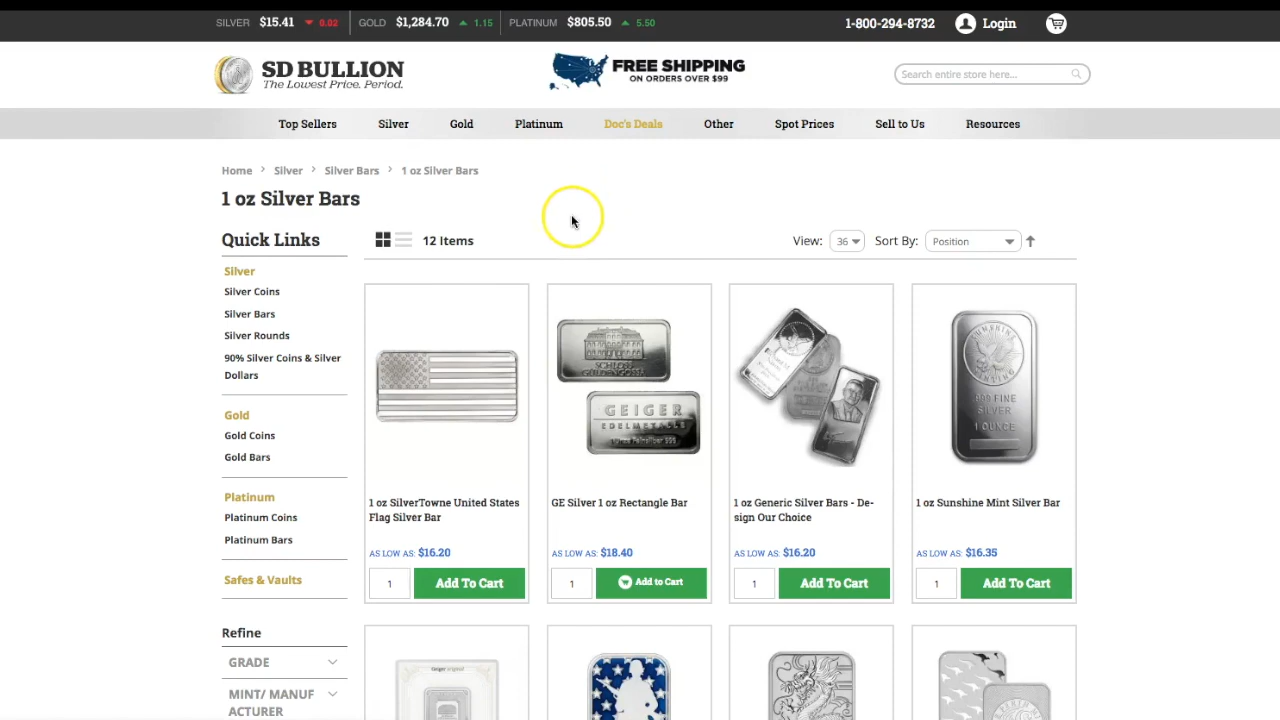 SILVER $15.41 0.02 GOLD $1,284.70 1.15 PLATINUM $805.50 5.50 1-800-294-8732 Login
SD BULLION
The Lowest Price. Period.
FREE SHIPPING
ON ORDERS OVER $99
Search entire store here...
Top Sellers Silver Gold Platinum Doc's Deals Other Spot Prices Sell to Us Resources
Home > Silver > Silver Bars > 1 oz Silver Bars
1 oz Silver Bars
Quick Links
12 Items
View: 36 Sort By: Position
Silver
Silver Coins
Silver Bars
Silver Rounds
90% Silver Coins & Silver
Dollars
Gold
Gold Coins
Gold Bars
Platinum
Platinum Coins
Platinum Bars
Safes & Vaults
Refine
GRADE
MINT/ MANUF
ACTURER
1 oz SilverTowne United States
Flag Silver Bar
AS LOW AS: $16.20
1 Add To Cart
SCHLOSS
GÜLDENGOSSA
GEIGER
EDELMETALLE
GE Silver 1 oz Rectangle Bar
AS LOW AS: $18.40
1 Add to Cart
1 oz Generic Silver Bars - De-
sign Our Choice
AS LOW AS: $16.20
1 Add To Cart
SUNSHINE
MINTING
999 FINE
SILVER
1 OUNCE
1 oz Sunshine Mint Silver Bar
AS LOW AS: $16.35
1 Add To Cart
Geiger original